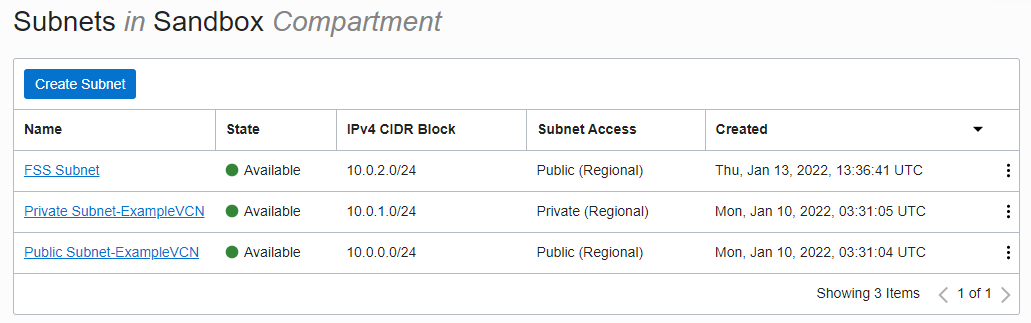 Subnets in Sandbox Compartment
Create Subnet
Name State IPv4 CIDR Block Subnet Access Created
FSS Subnet Available 10.0.2.0/24 Public (Regional) Thu, Jan 13, 2022, 13:36:41 UTC
Private Subnet-ExampleVCN Available 10.0.1.0/24 Private (Regional) Mon, Jan 10, 2022, 03:31:05 UTC
Public Subnet-ExampleVCN Available 10.0.0.0/24 Public (Regional) Mon, Jan 10, 2022, 03:31:04 UTC
Showing 3 Items 1 of 1